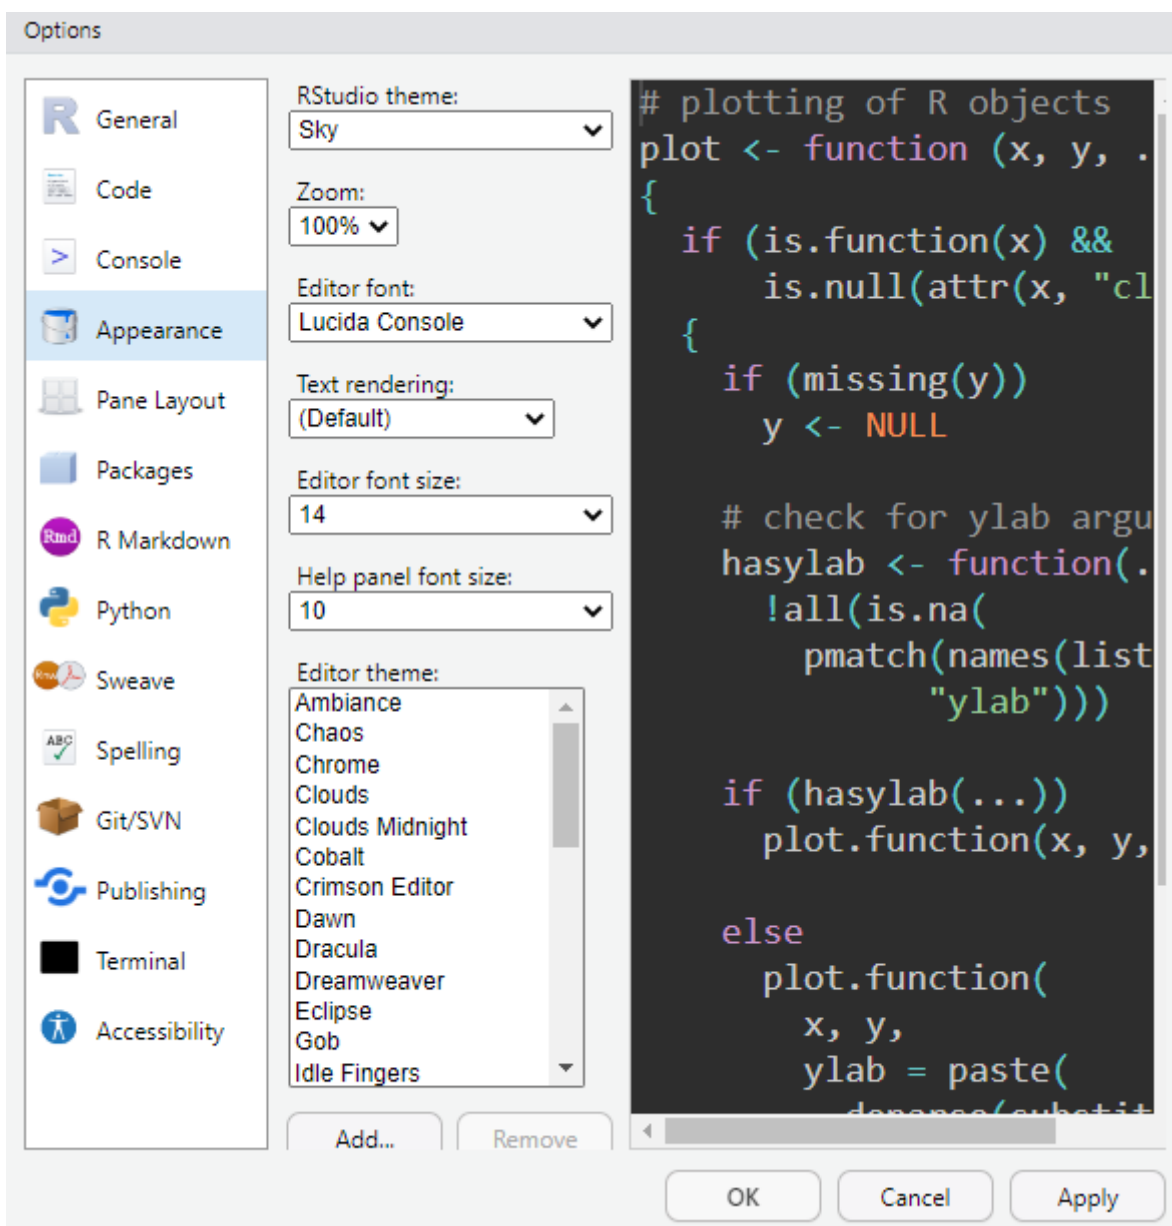 Options
General
Code
Console
Appearance
Pane Layout
Packages
Rmd R Markdown
Python
Sweave
ABC Spelling
Git/SVN
Publishing
Terminal
Accessibility
RStudio theme:
Sky
Zoom:
100%
Editor font:
Lucida Console
Text rendering:
(Default)
Editor font size:
14
Help panel font size:
10
Editor theme:
Ambiance
Chaos
Chrome
Clouds
Clouds Midnight
Cobalt
Crimson Editor
Dawn
Dracula
Dreamweaver
Eclipse
Gob
Idle Fingers
Add...
Remove
# plotting of R objects
plot <- function (x, y, .
{
if (is.function(x) &&
is.null(attr(x, "cl
{
if (missing(y))
y <- NULL
# check for ylab argu
hasylab <- function(.
!all(is.na(
pmatch(names(list
"ylab")))
if (hasylab(...))
plot.function(x, y,
else
plot.function(
x, y,
ylab = paste(
OK
Cancel
Apply